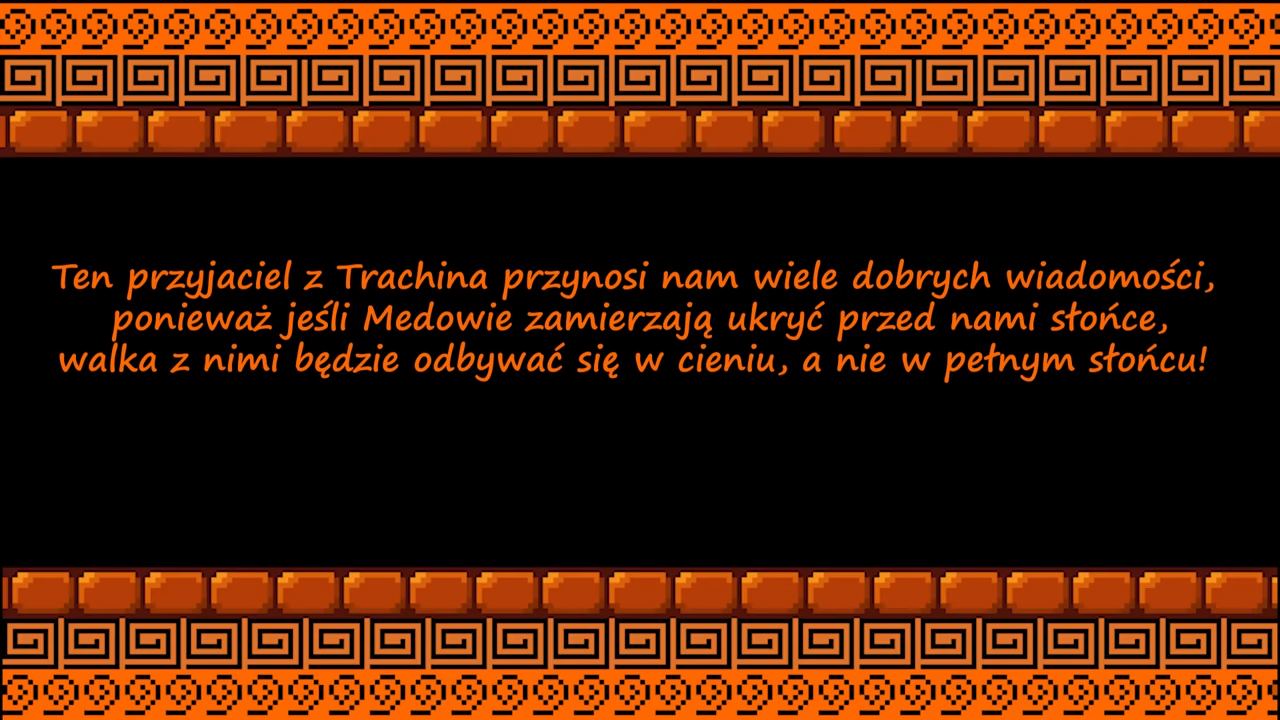 Ten przyjaciel z Trachina przynosi nam wiele dobrych wiadomości,
ponieważ jeśli Medowie zamierzają ukryć przed nami słońce,
walka z nimi będzie odbywać się w cieniu, a nie w pełnym słońcu!